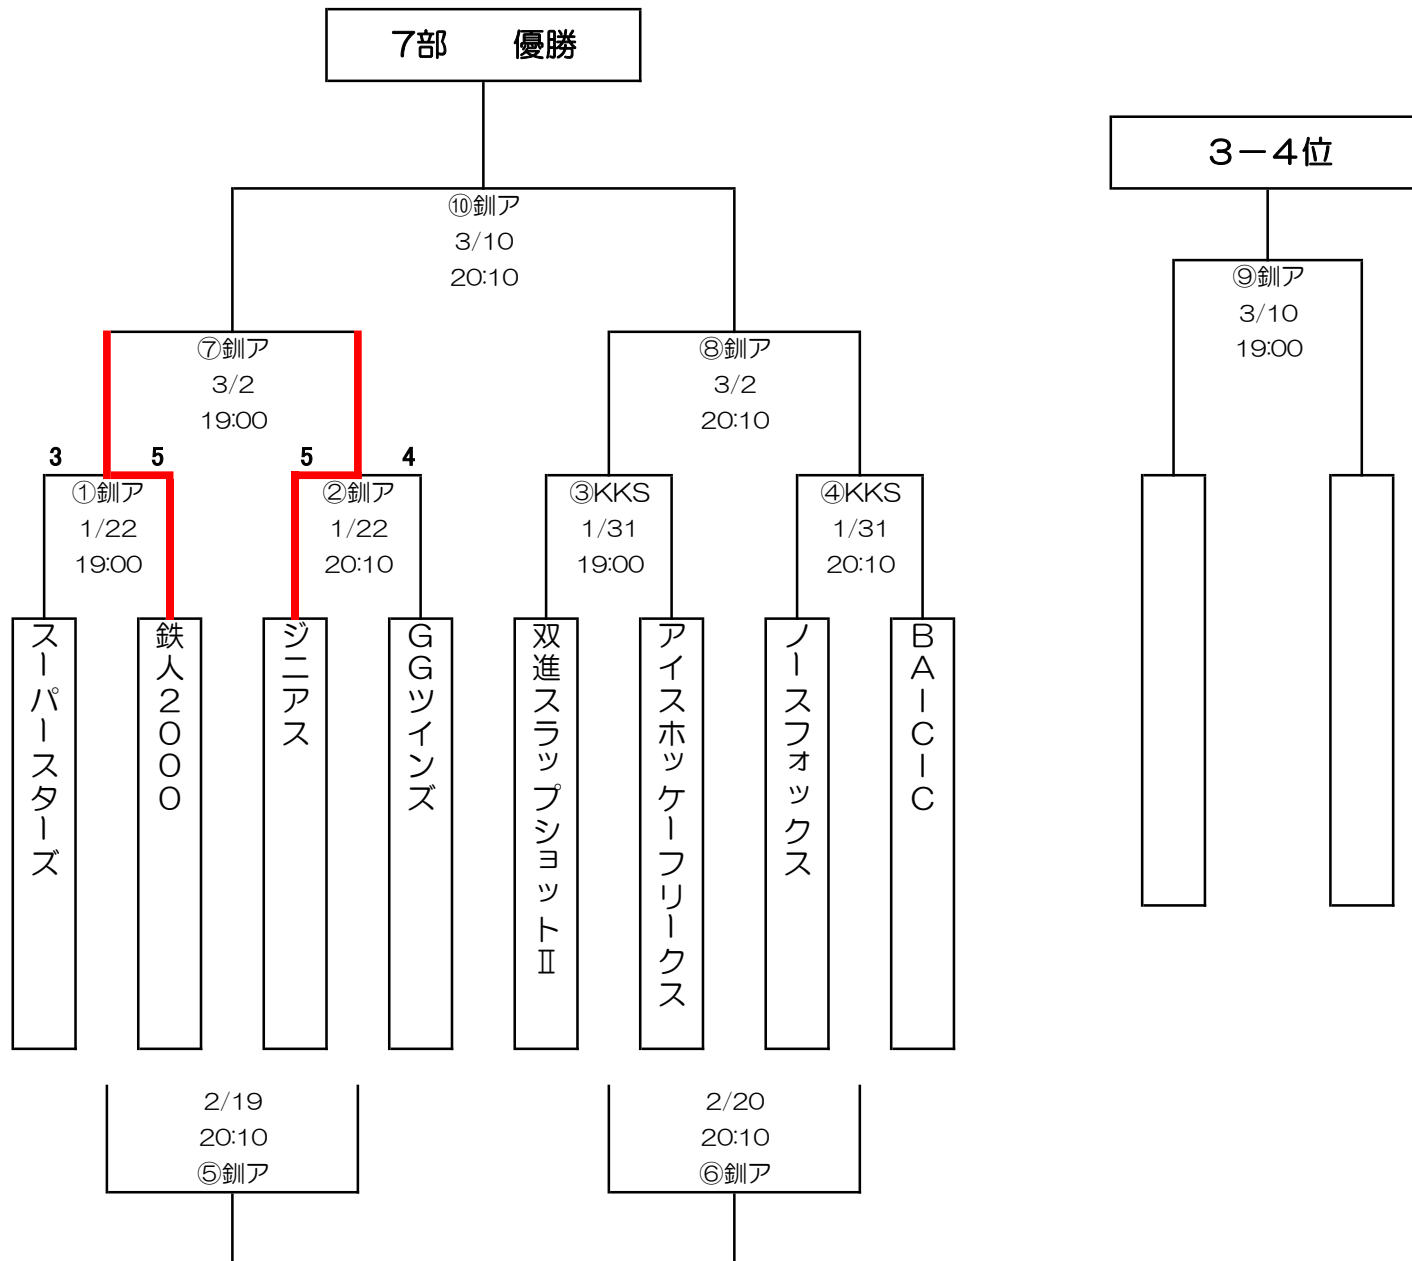 7部 優勝
3－4位
⑩釧ア
3/10
20:10
⑨釧ア
3/10
19:00
⑦釧ア
3/2
19:00
⑧釧ア
3/2
20:10
3 5 5 4
①釧ア
1/22
19:00
②釧ア
1/22
20:10
③KKS
1/31
19:00
④KKS
1/31
20:10
スーパースターズ
鉄人2000
ジニアス
GGツインズ
双進スラップショットⅡ
アイスホッケーフリークス
ノースフォックス
BA－C－C
2/19
20:10
⑤釧ア
2/20
20:10
⑥釧ア